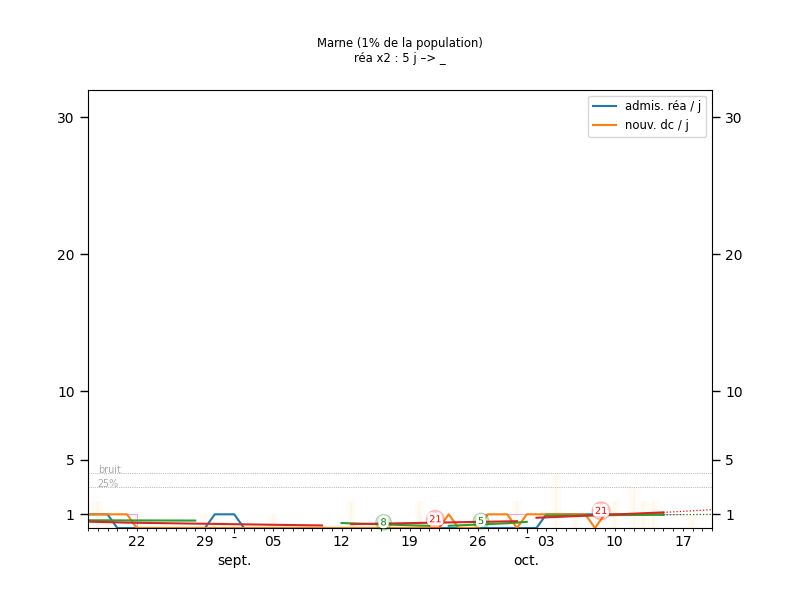 Marne (1% de la population)
réa x2 : 5 j –> _
admis. réa / j
nouv. dc / j
30 30
20 20
10 10
5 5
1 1
bruit
25%
8 21 5 21
22 29 - 05 12 19 26 - 03 10 17
sept. oct.